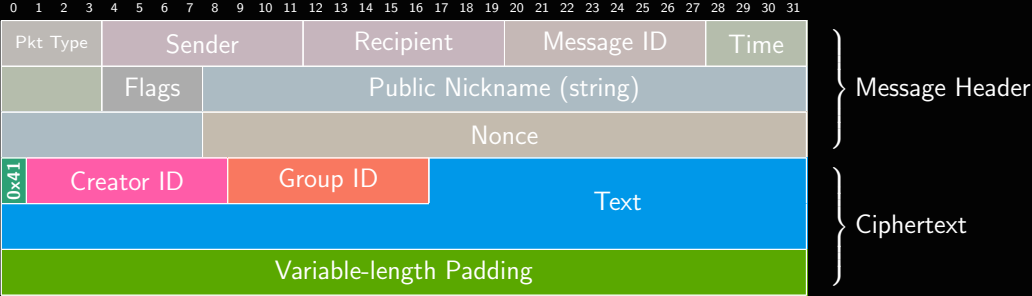 0 1 2 3 4 5 6 7 8 9 10 11 12 13 14 15 16 17 18 19 20 21 22 23 24 25 26 27 28 29 30 31
Pkt Type Sender Recipient Message ID Time
Flags Public Nickname (string)
Message Header
Nonce
0x41 Creator ID Group ID
Text
Ciphertext
Variable-length Padding